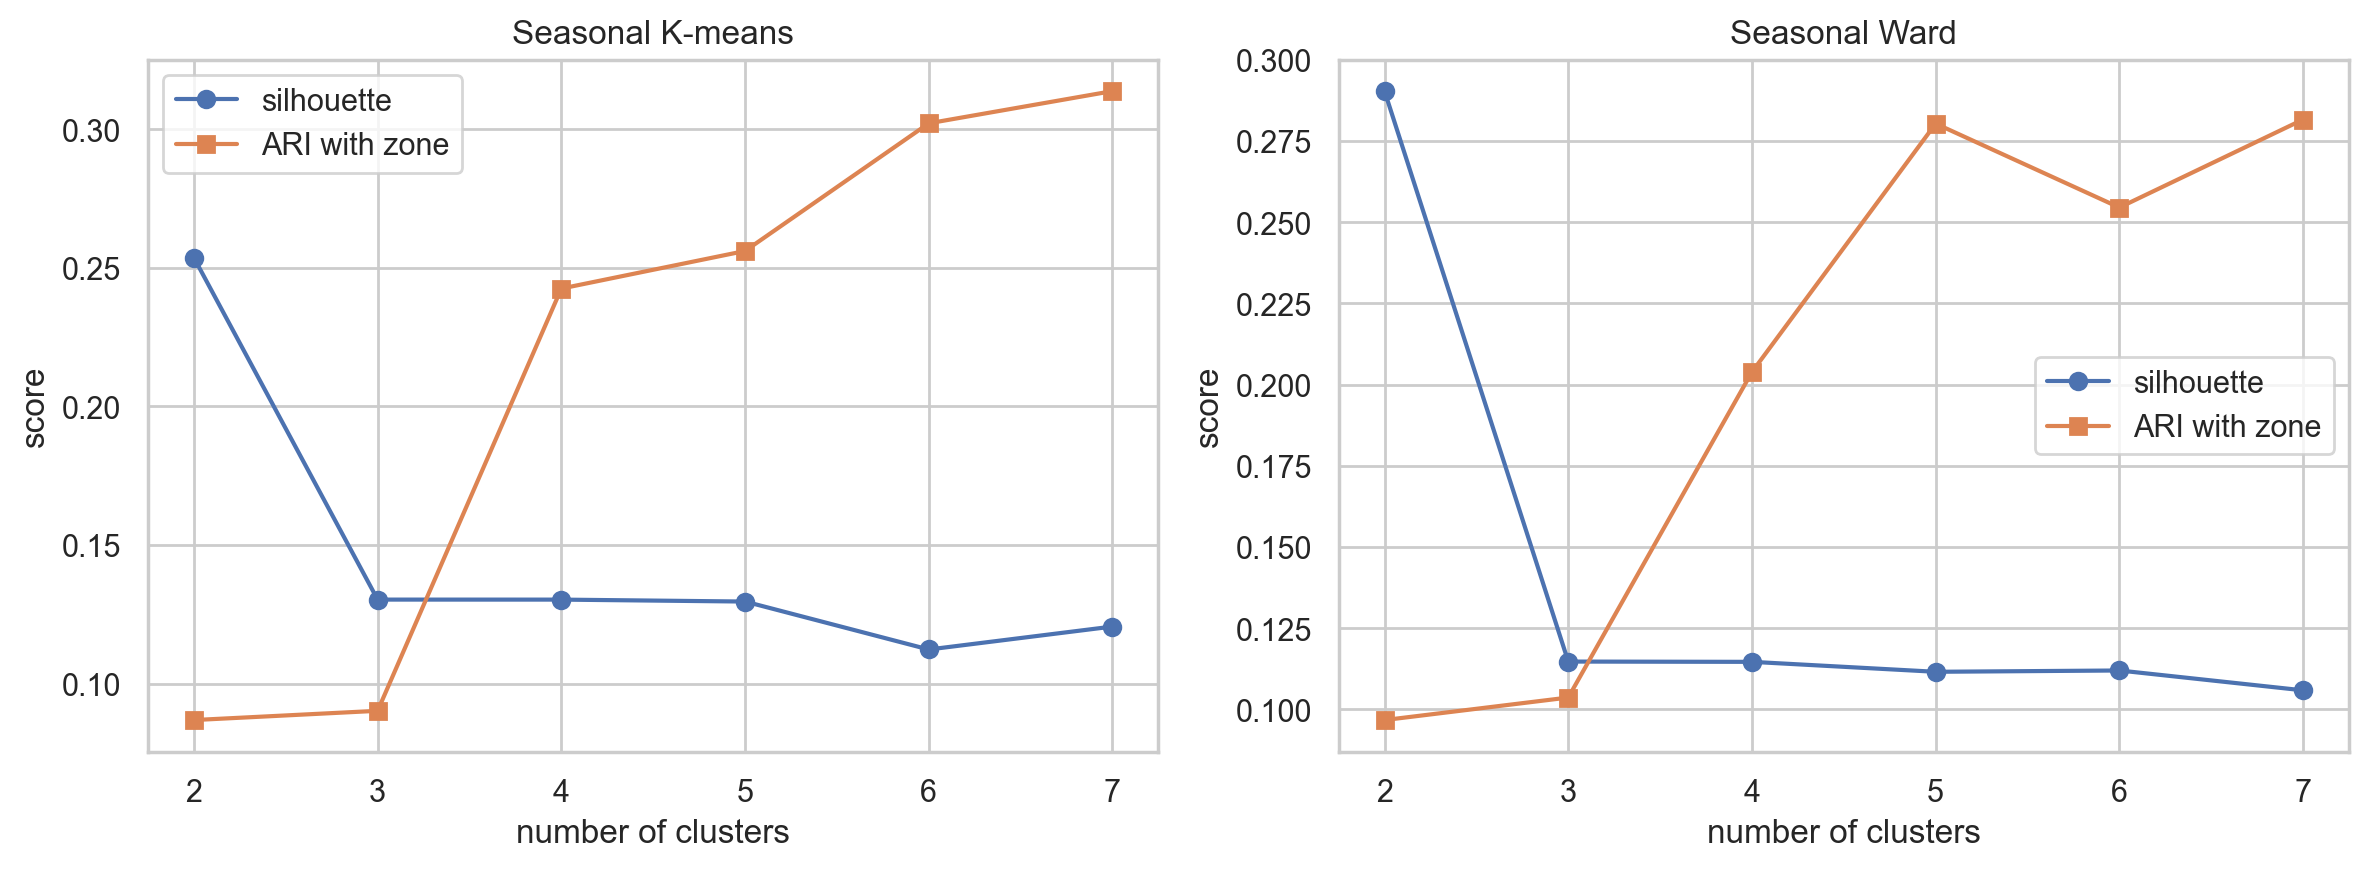 Seasonal K-means
silhouette
ARI with zone
0.30
0.25
0.20
0.15
0.10
score
2 3 4 5 6 7
number of clusters
Seasonal Ward
0.300
0.275
0.250
0.225
0.200
0.175
0.150
0.125
0.100
score
silhouette
ARI with zone
2 3 4 5 6 7
number of clusters